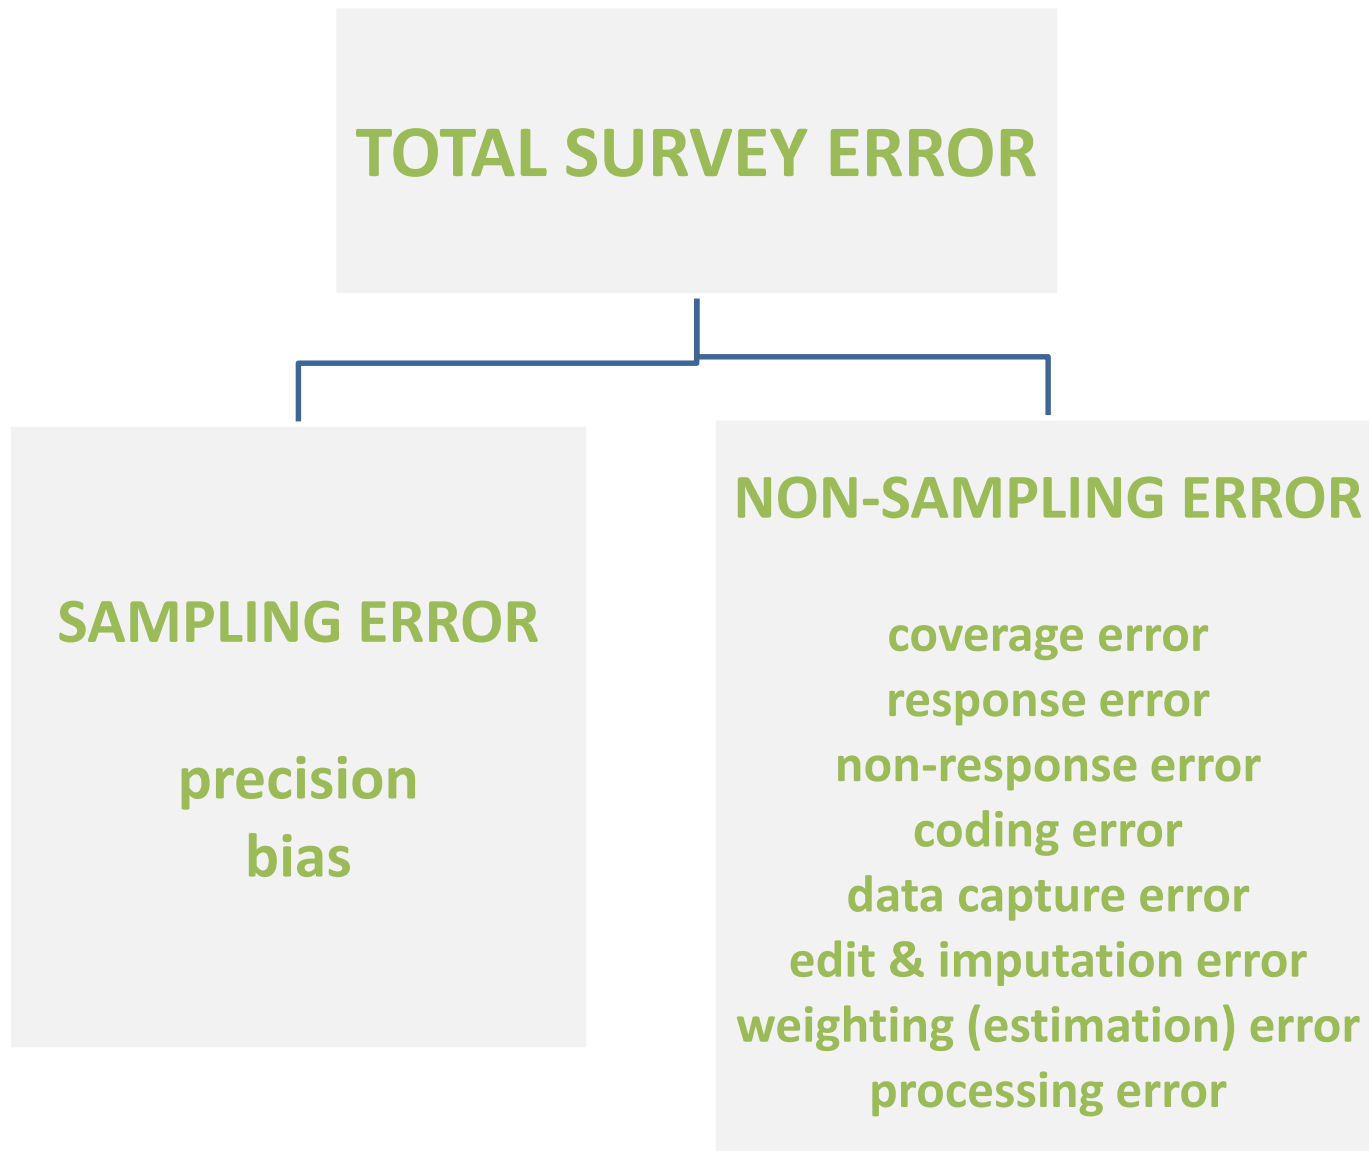 TOTAL SURVEY ERROR
SAMPLING ERROR
precision
bias
NON-SAMPLING ERROR
coverage error
response error
non-response error
coding error
data capture error
edit & imputation error
weighting (estimation) error
processing error